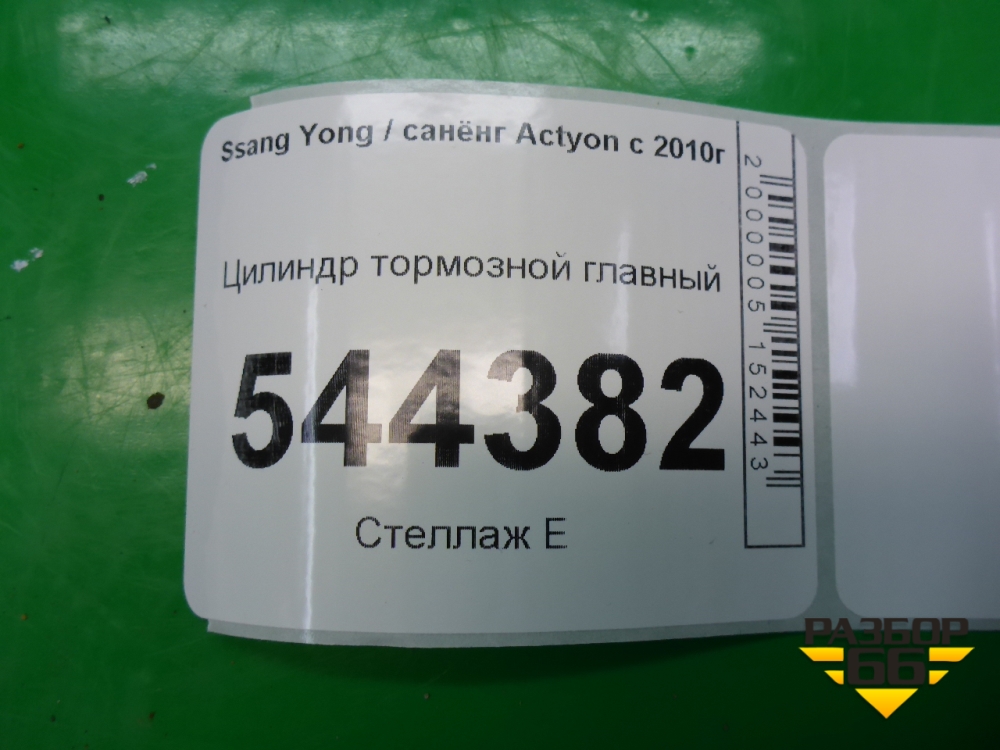 Ssang Yong / санёнг Actyon с 2010г
Цилиндр тормозной главный
544382
Стеллаж Е
2000005152443
РАЗБОР
66